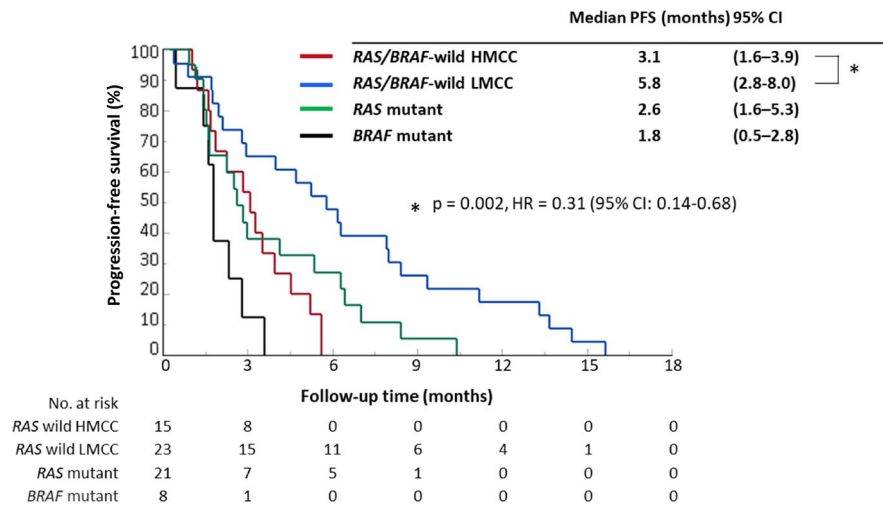 Median PFS (months) 95% CI
RAS/BRAF-wild HMCC 3.1 (1.6–3.9)
RAS/BRAF-wild LMCC 5.8 (2.8-8.0) *
RAS mutant 2.6 (1.6–5.3)
BRAF mutant 1.8 (0.5–2.8)
* p = 0.002, HR = 0.31 (95% CI: 0.14-0.68)
Progression-free survival (%)
100
90
80
70
60
50
40
30
20
10
0
0 3 6 9 12 15 18
Follow-up time (months)
No. at risk
RAS wild HMCC 15 8 0 0 0 0 0
RAS wild LMCC 23 15 11 6 4 1 0
RAS mutant 21 7 5 1 0 0 0
BRAF mutant 8 1 0 0 0 0 0